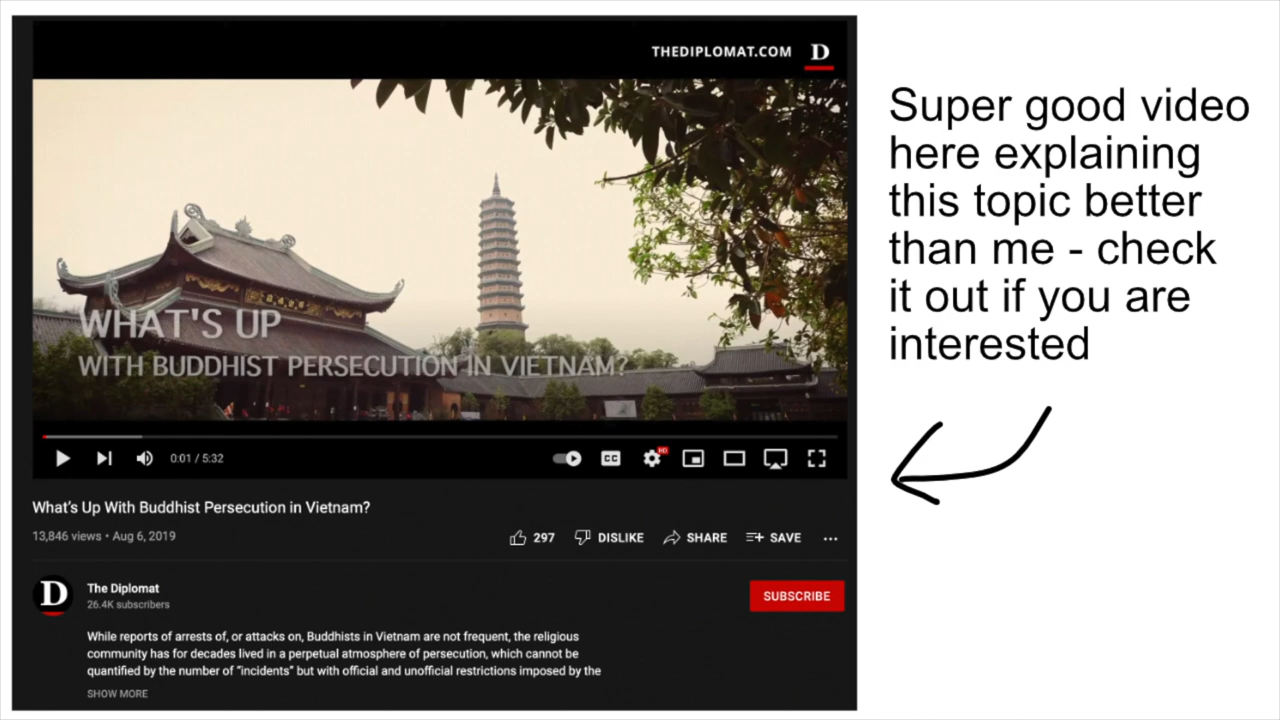 THEDIPLOMAT.COM D
WHAT'S UP
WITH BUDDHIST PERSECUTION IN VIETNAM?
0:01 / 5:32
CC
HD
What's Up With Buddhist Persecution in Vietnam?
13,846 views • Aug 6, 2019
297 DISLIKE SHARE SAVE ...
D
The Diplomat
26.4K subscribers
SUBSCRIBE
While reports of arrests of, or attacks on, Buddhists in Vietnam are not frequent, the religious
community has for decades lived in a perpetual atmosphere of persecution, which cannot be
quantified by the number of "incidents" but with official and unofficial restrictions imposed by the
SHOW MORE
Super good video
here explaining
this topic better
than me - check
it out if you are
interested